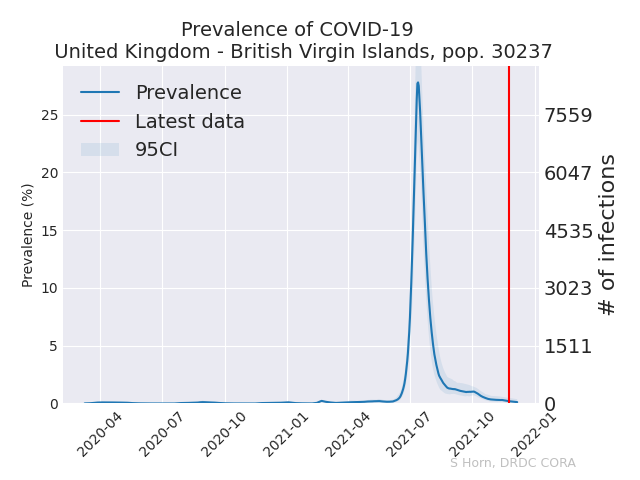 Prevalence of COVID-19
United Kingdom - British Virgin Islands, pop. 30237
Prevalence
Latest data
95CI
Prevalence (%)
25
20
15
10
5
0
7559
6047
4535
3023
1511
0
# of infections
2020-04
2020-07
2020-10
2021-01
2021-04
2021-07
2021-10
2022-01
S Horn, DRDC CORA